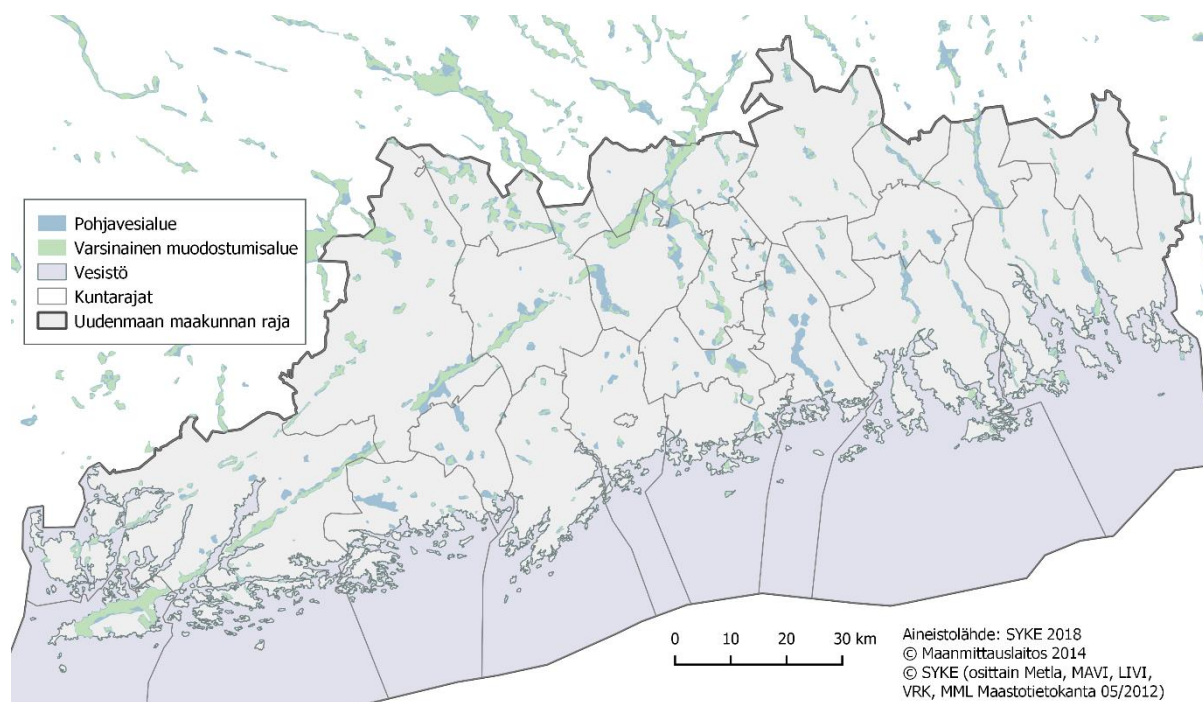 Pohjavesialue
Varsinainen muodostumisalue
Vesistö
Kuntarajat
Uudenmaan maakunnan raja
0 10 20 30 km
Aineistolähde: SYKE 2018
© Maanmittauslaitos 2014
© SYKE (osittain Metla, MAVI, LIVI,
VRK, MML Maastotietokanta 05/2012)